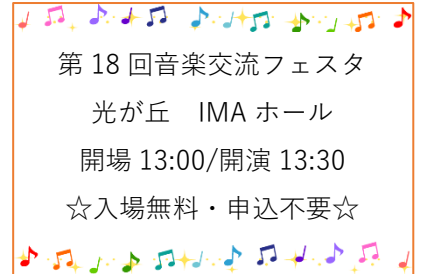 第 18 回音楽交流フェスタ
光が丘　IMA ホール
開場 13:00/開演 13:30
☆入場無料・申込不要☆